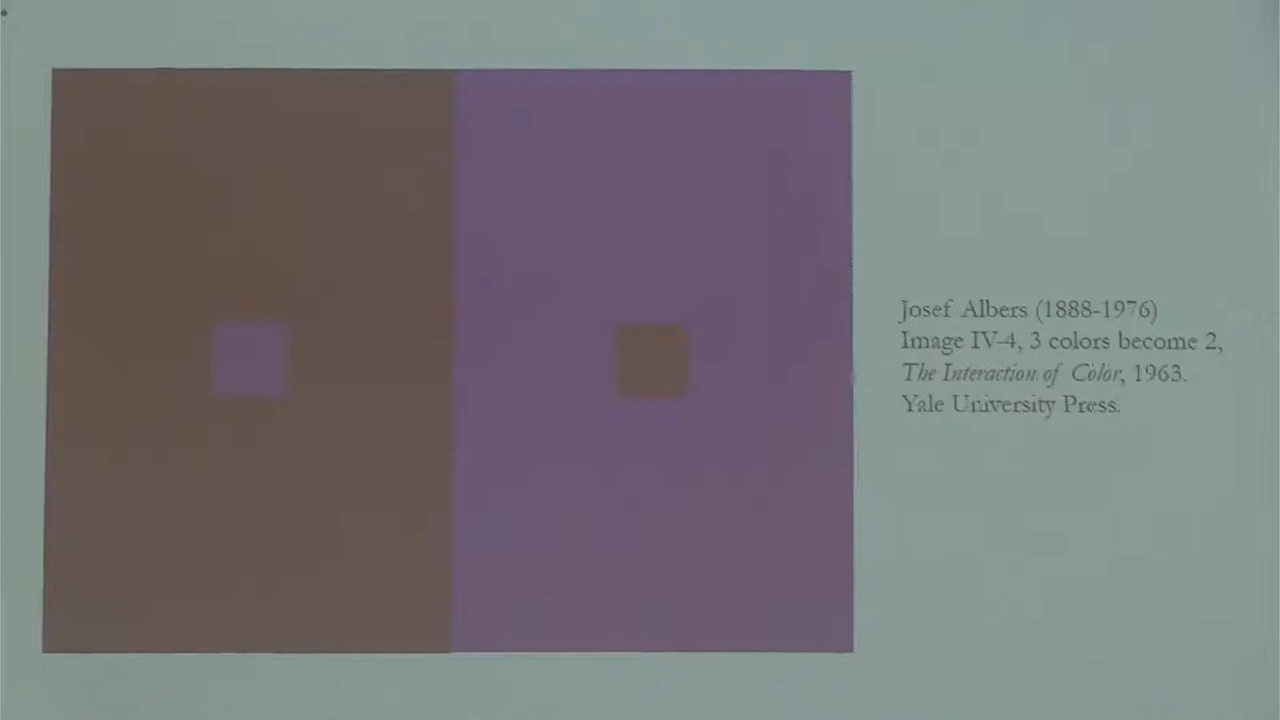 Josef Albers (1888-1976)
Image IV-4, 3 colors become 2,
The Interaction of Color, 1963.
Yale University Press.